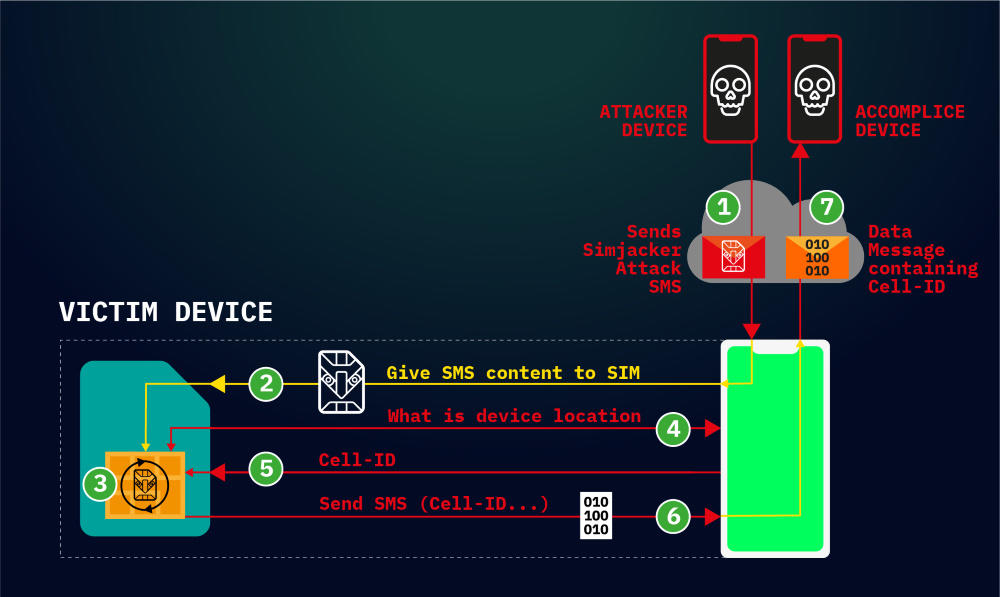 ATTACKER
DEVICE
ACCOMPLICE
DEVICE
1
7
Sends
Simjacker
Attack
SMS
010
100
010
Data
Message
containing
Cell-ID
VICTIM DEVICE
2
Give SMS content to SIM
What is device location
4
3
5
Cell-ID
Send SMS (Cell-ID...)
010
100
010
6